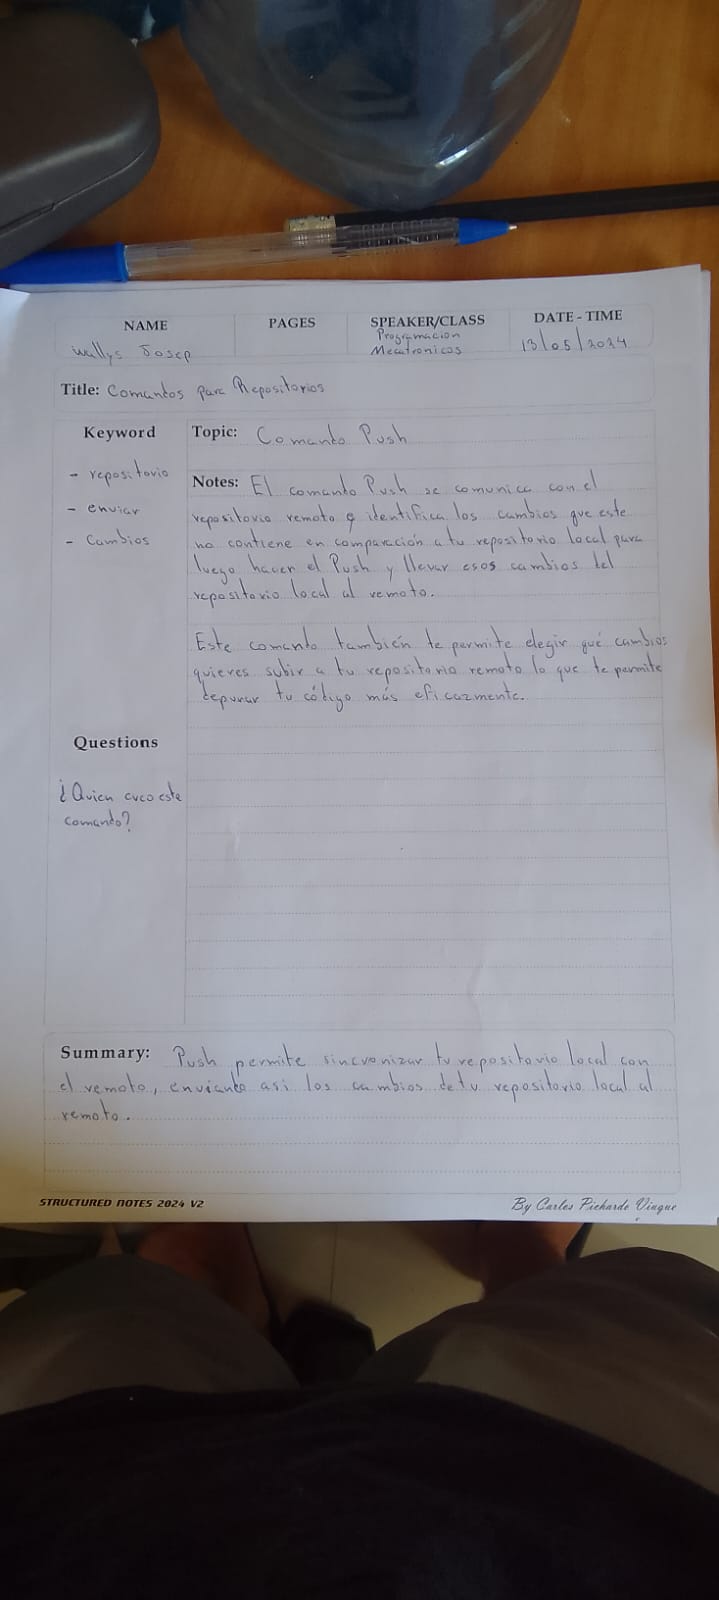 NAME PAGES SPEAKER/CLASS DATE - TIME
Wallys Josep Programacion Mecatronicos 13/05/2024
Title: Comandos para Repositorios
Keyword
- repositorio
- enviar
- Cambios
Topic: Comando Push
Notes: El comando Push se comunica con el
repositorio remoto e identifica los cambios que este
no contiene en comparación a tu repositorio local para
luego hacer el Push y llevar esos cambios del
repositorio local al remoto.
Este comando también te permite elegir qué cambios
quieres subir a tu repositorio remoto lo que te permite
depurar tu código más eficazmente.
Questions
¿Quien creo este
comando?
Summary: Push permite sincronizar tu repositorio local con
el remoto, enviando asi los cambios de tu repositorio local al
remoto.
STRUCTURED NOTES 2024 V2 By Carlos Pichardo Viuque